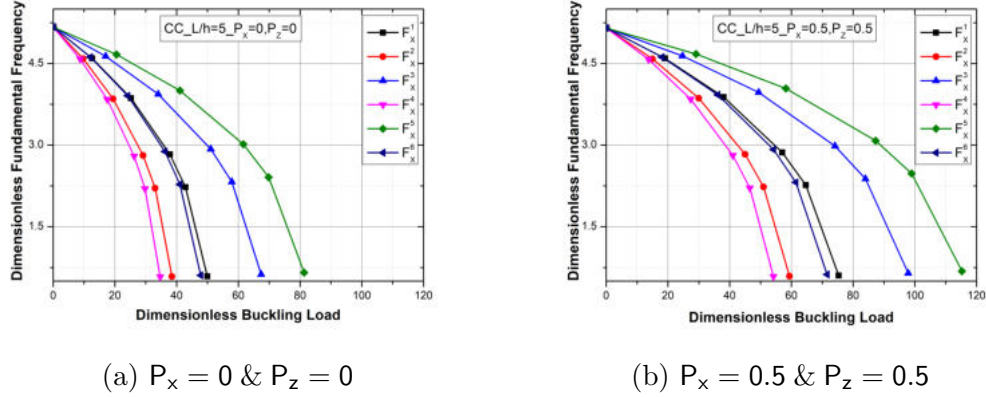 CC_L/h=5_Pₓ=0,P_Z=0
F_X^1
F_X^2
F_X^3
F_X^4
F_X^5
F_X^6
Dimensionless Fundamental Frequency
4.5
3.0
1.5
0 20 40 60 80 100 120
Dimensionless Buckling Load
(a) Pₓ = 0 & P_z = 0
CC_L/h=5_Pₓ=0.5,P_Z=0.5
F_X^1
F_X^2
F_X^3
F_X^4
F_X^5
F_X^6
Dimensionless Fundamental Frequency
4.5
3.0
1.5
0 20 40 60 80 100 120
Dimensionless Buckling Load
(b) Pₓ = 0.5 & P_z = 0.5